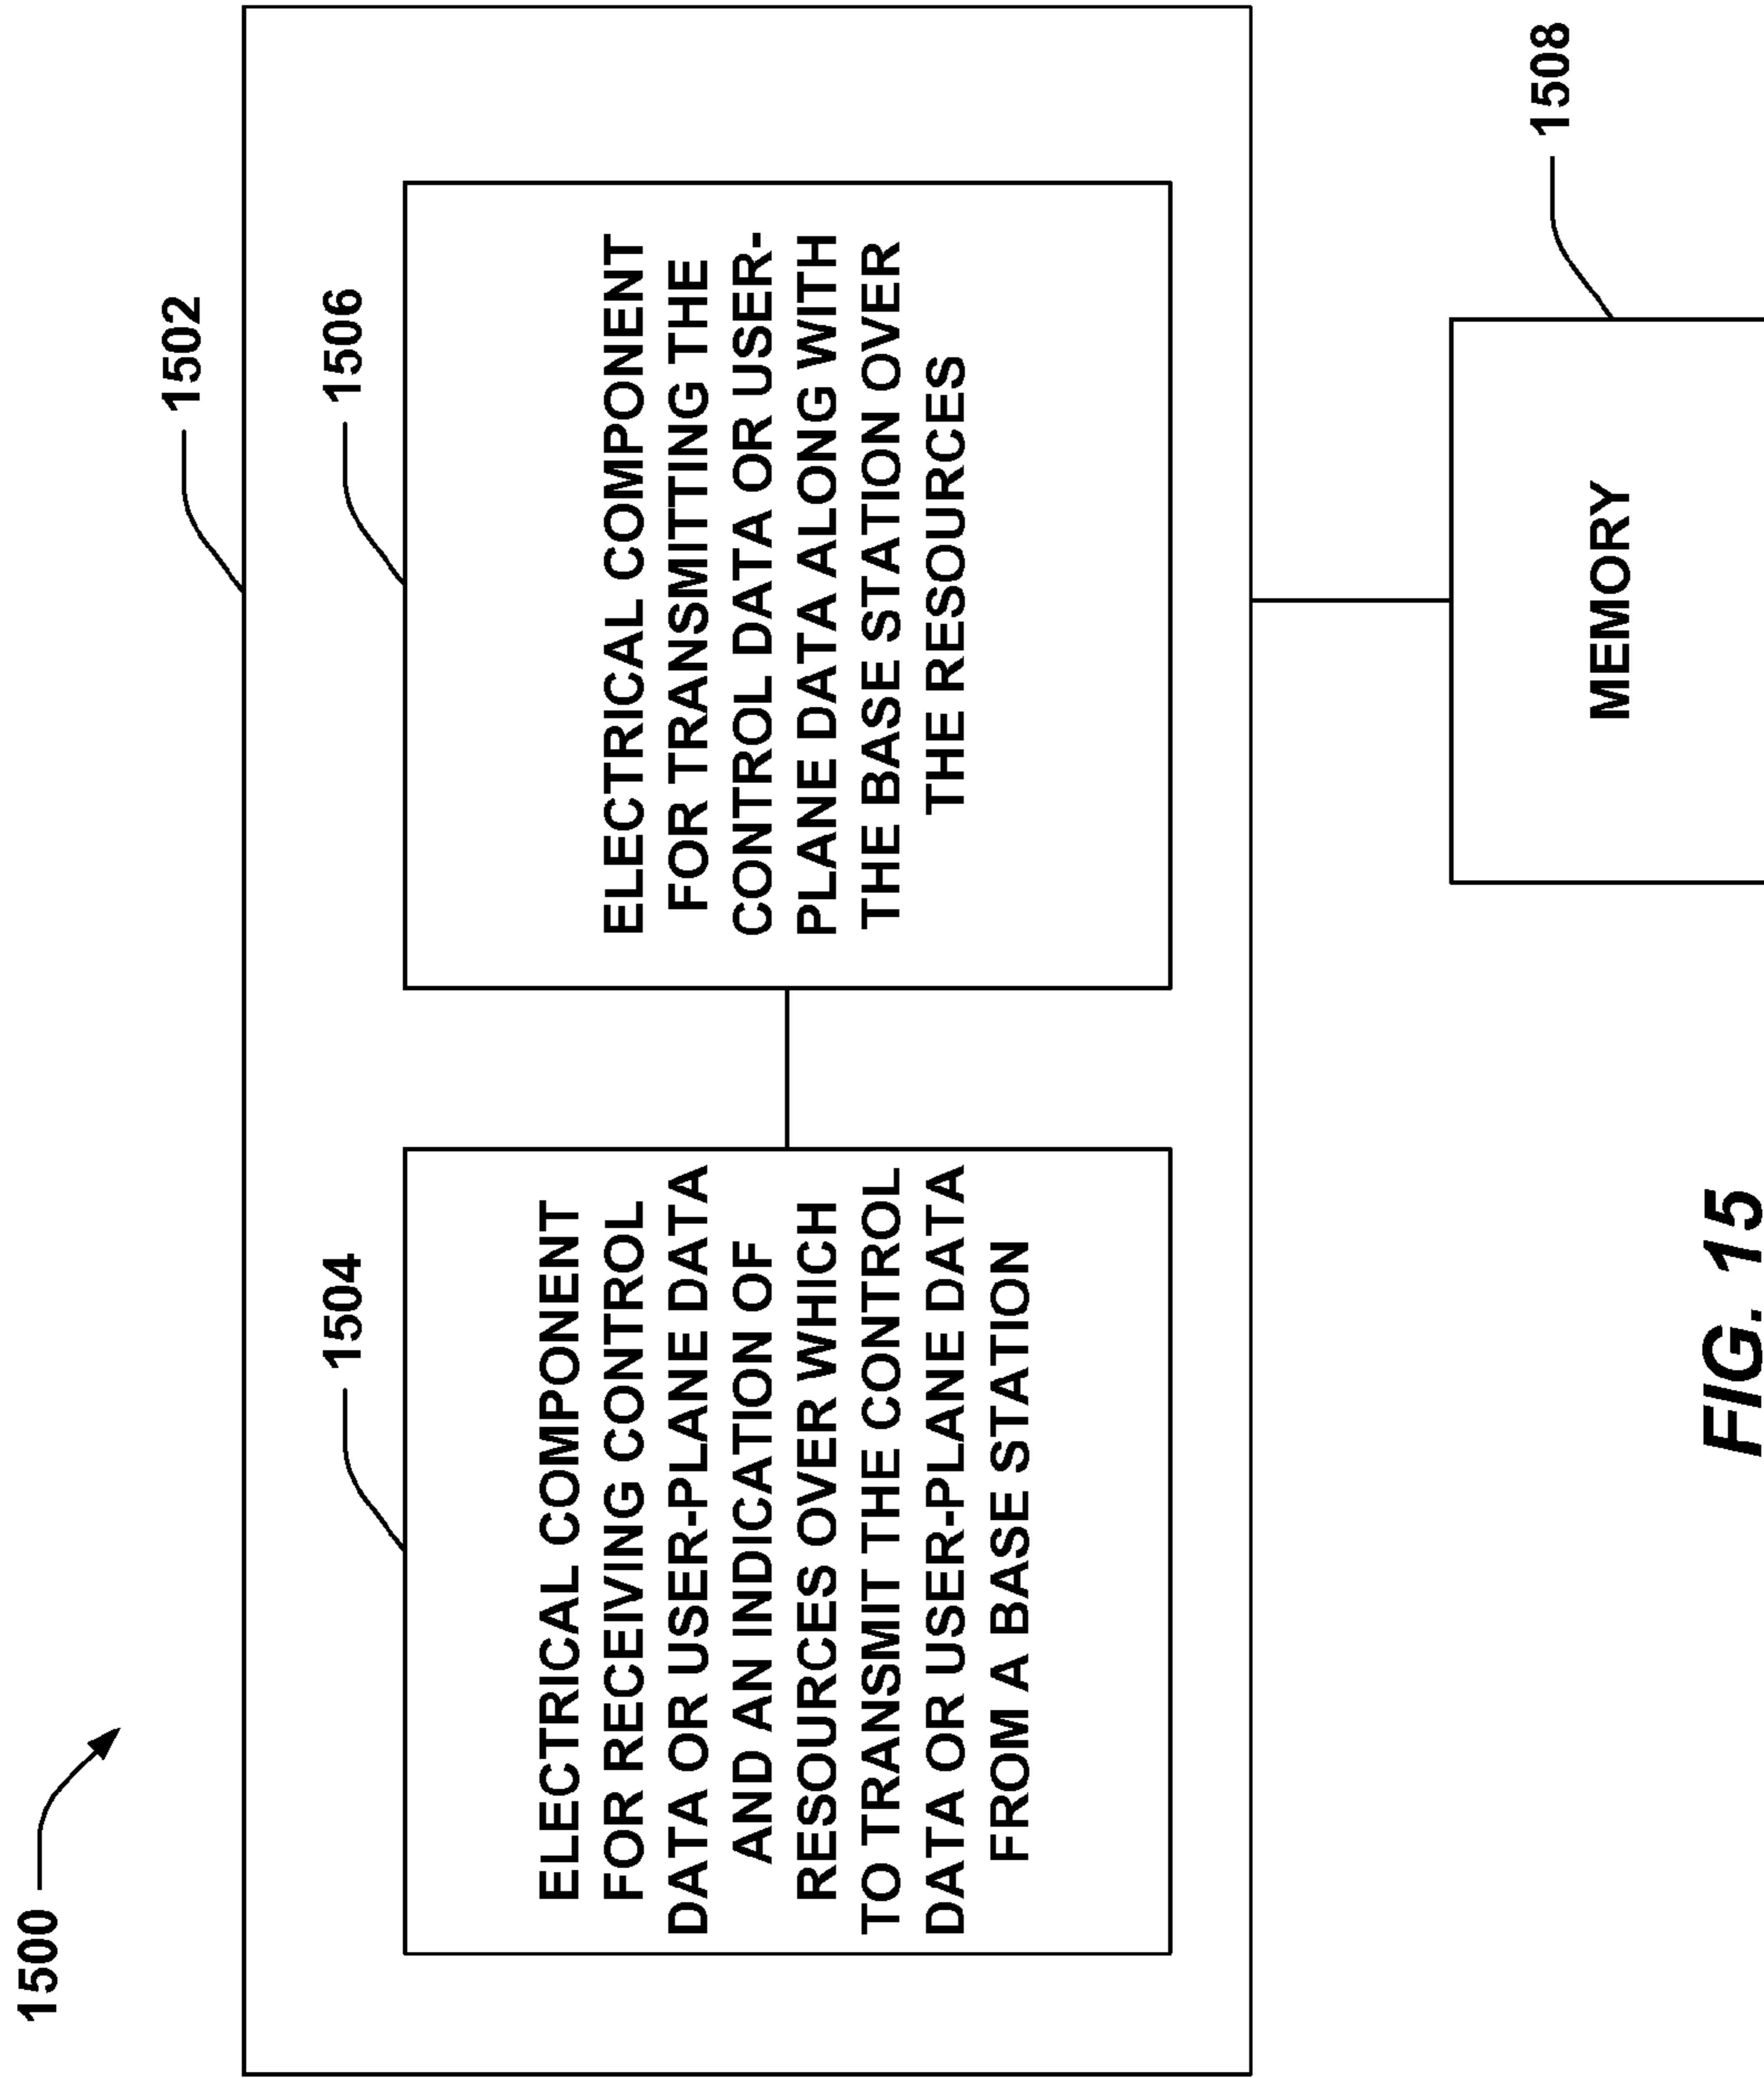 1500
1502
1504
ELECTRICAL COMPONENT
FOR RECEIVING CONTROL
DATA OR USER-PLANE DATA
AND AN INDICATION OF
RESOURCES OVER WHICH
TO TRANSMIT THE CONTROL
DATA OR USER-PLANE DATA
FROM A BASE STATION
1506
ELECTRICAL COMPONENT
FOR TRANSMITTING THE
CONTROL DATA OR USER-
PLANE DATA ALONG WITH
THE BASE STATION OVER
THE RESOURCES
1508
MEMORY
FIG. 15